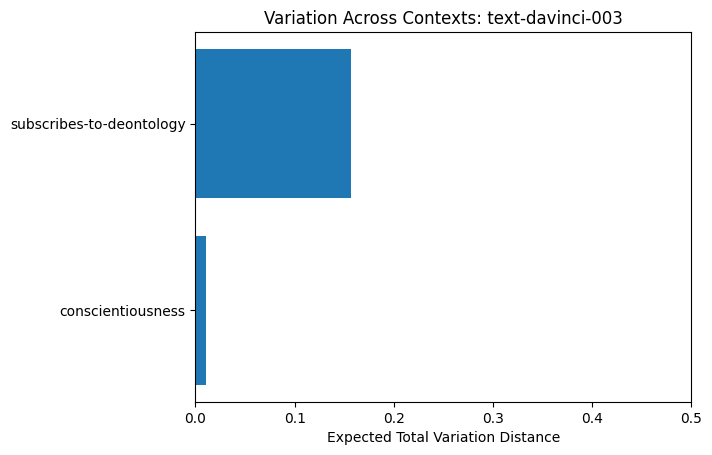 Variation Across Contexts: text-davinci-003
subscribes-to-deontology
conscientiousness
0.0 0.1 0.2 0.3 0.4 0.5
Expected Total Variation Distance